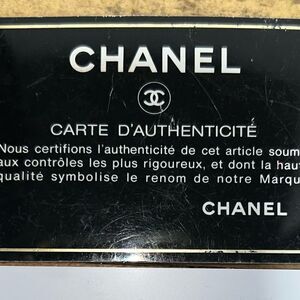 CHANEL
CARTE D'AUTHENTICITÉ
Nous certifions l'authenticité de cet article soum
aux contrôles les plus rigoureux, et dont la haut
qualité symbolise le renom de notre Marqu
CHANEL